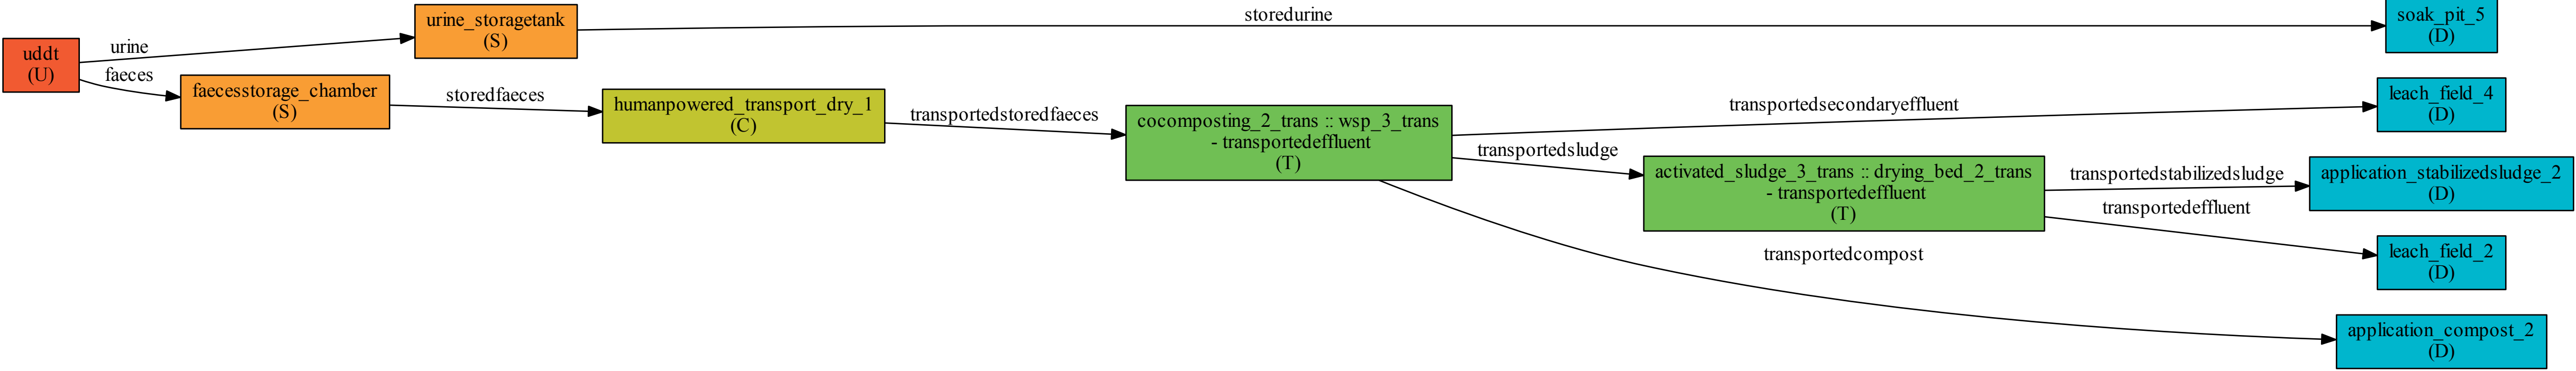 uddt
(U)
urine
faeces
urine_storagetank
(S)
faecesstorage_chamber
(S)
storedurine
storedfaeces
humanpowered_transport_dry_1
(C)
transportedstoredfaeces
cocomposting_2_trans :: wsp_3_trans
- transportedeffluent
(T)
transportedsecondaryeffluent
transportedsludge
transportedcompost
activated_sludge_3_trans :: drying_bed_2_trans
- transportedeffluent
(T)
transportedstabilizedsludge
transportedeffluent
soak_pit_5
(D)
leach_field_4
(D)
application_stabilizedsludge_2
(D)
leach_field_2
(D)
application_compost_2
(D)